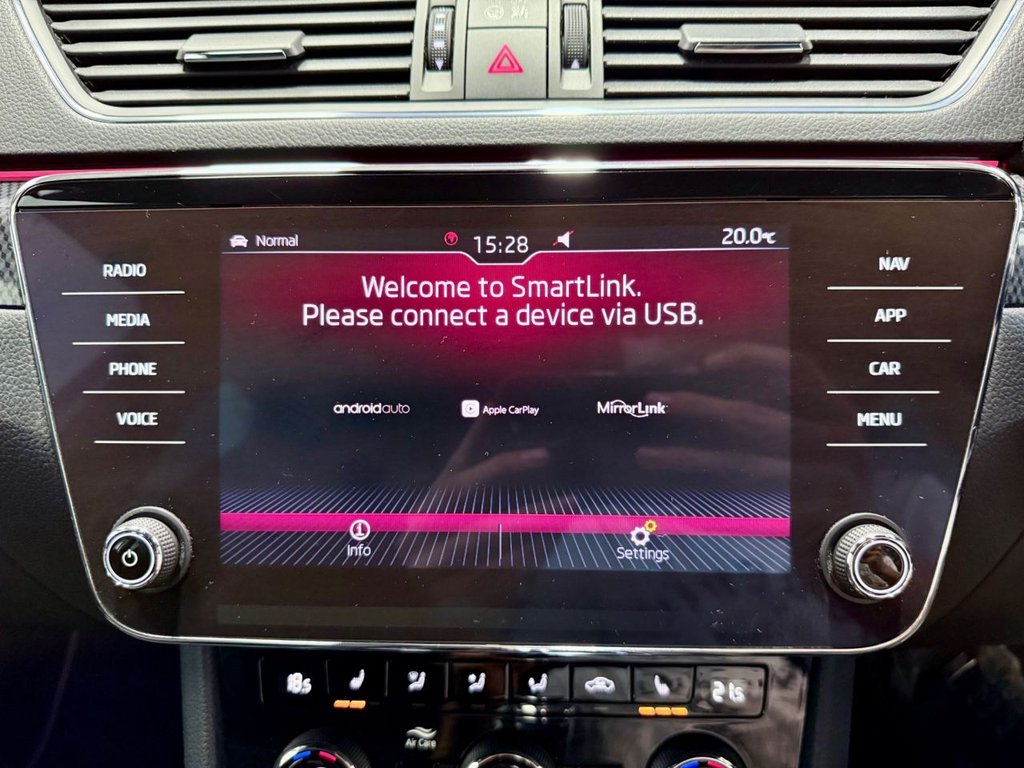 Normal
15:28
20.0°C
Welcome to SmartLink.
Please connect a device via USB.
androidauto
Apple CarPlay
MirrorLink
Info
Settings
RADIO
MEDIA
PHONE
VOICE
NAV
APP
CAR
MENU
18.5
21.5
Air Care